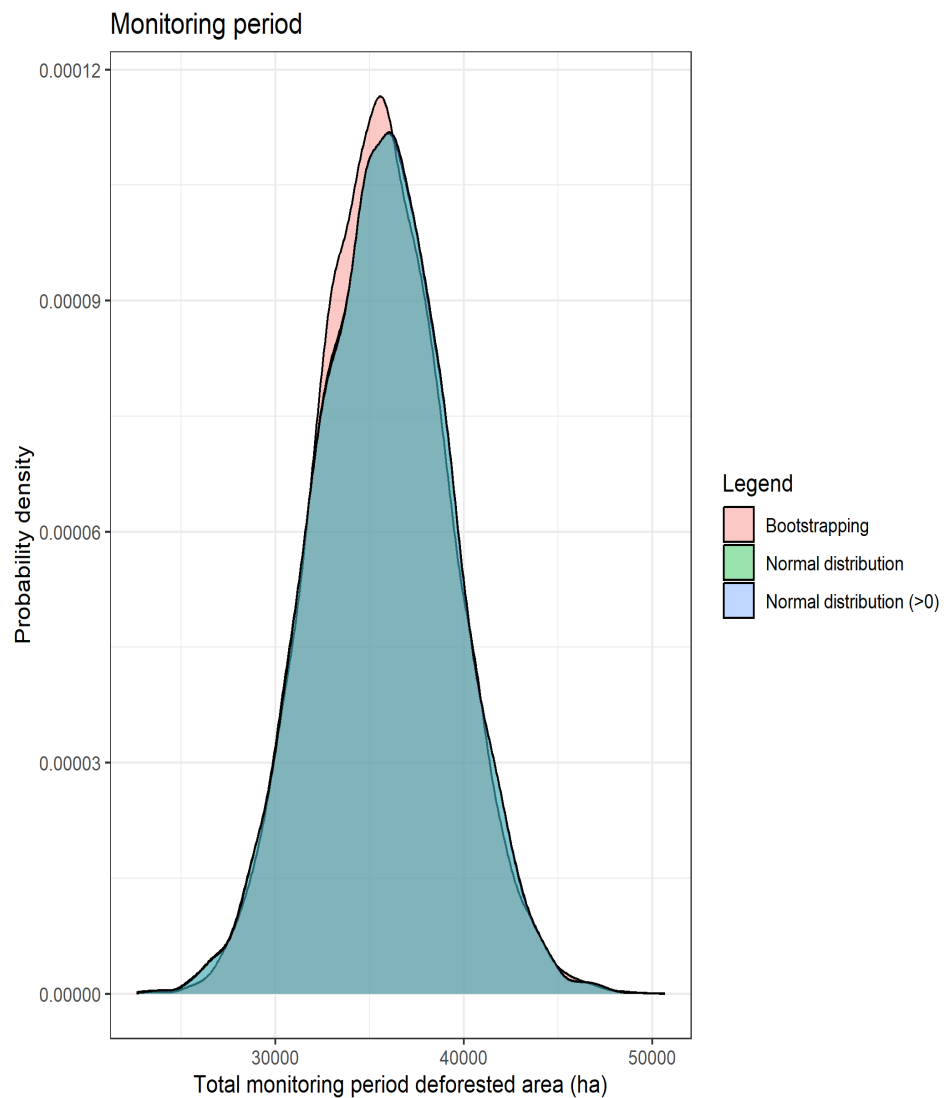 Monitoring period
0.00012
0.00009
0.00006
0.00003
0.00000
Probability density
30000
40000
50000
Total monitoring period deforested area (ha)
Legend
Bootstrapping
Normal distribution
Normal distribution (>0)